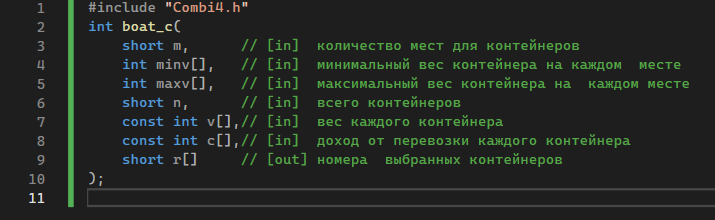 1 #include "Combi4.h"
2 int boat_c(
3 short m, // [in] количество мест для контейнеров
4 int minv[], // [in] минимальный вес контейнера на каждом месте
5 int maxv[], // [in] максимальный вес контейнера на каждом месте
6 short n, // [in] всего контейнеров
7 const int v[],// [in] вес каждого контейнера
8 const int c[],// [in] доход от перевозки каждого контейнера
9 short r[] // [out] номера выбранных контейнеров
10 );
11